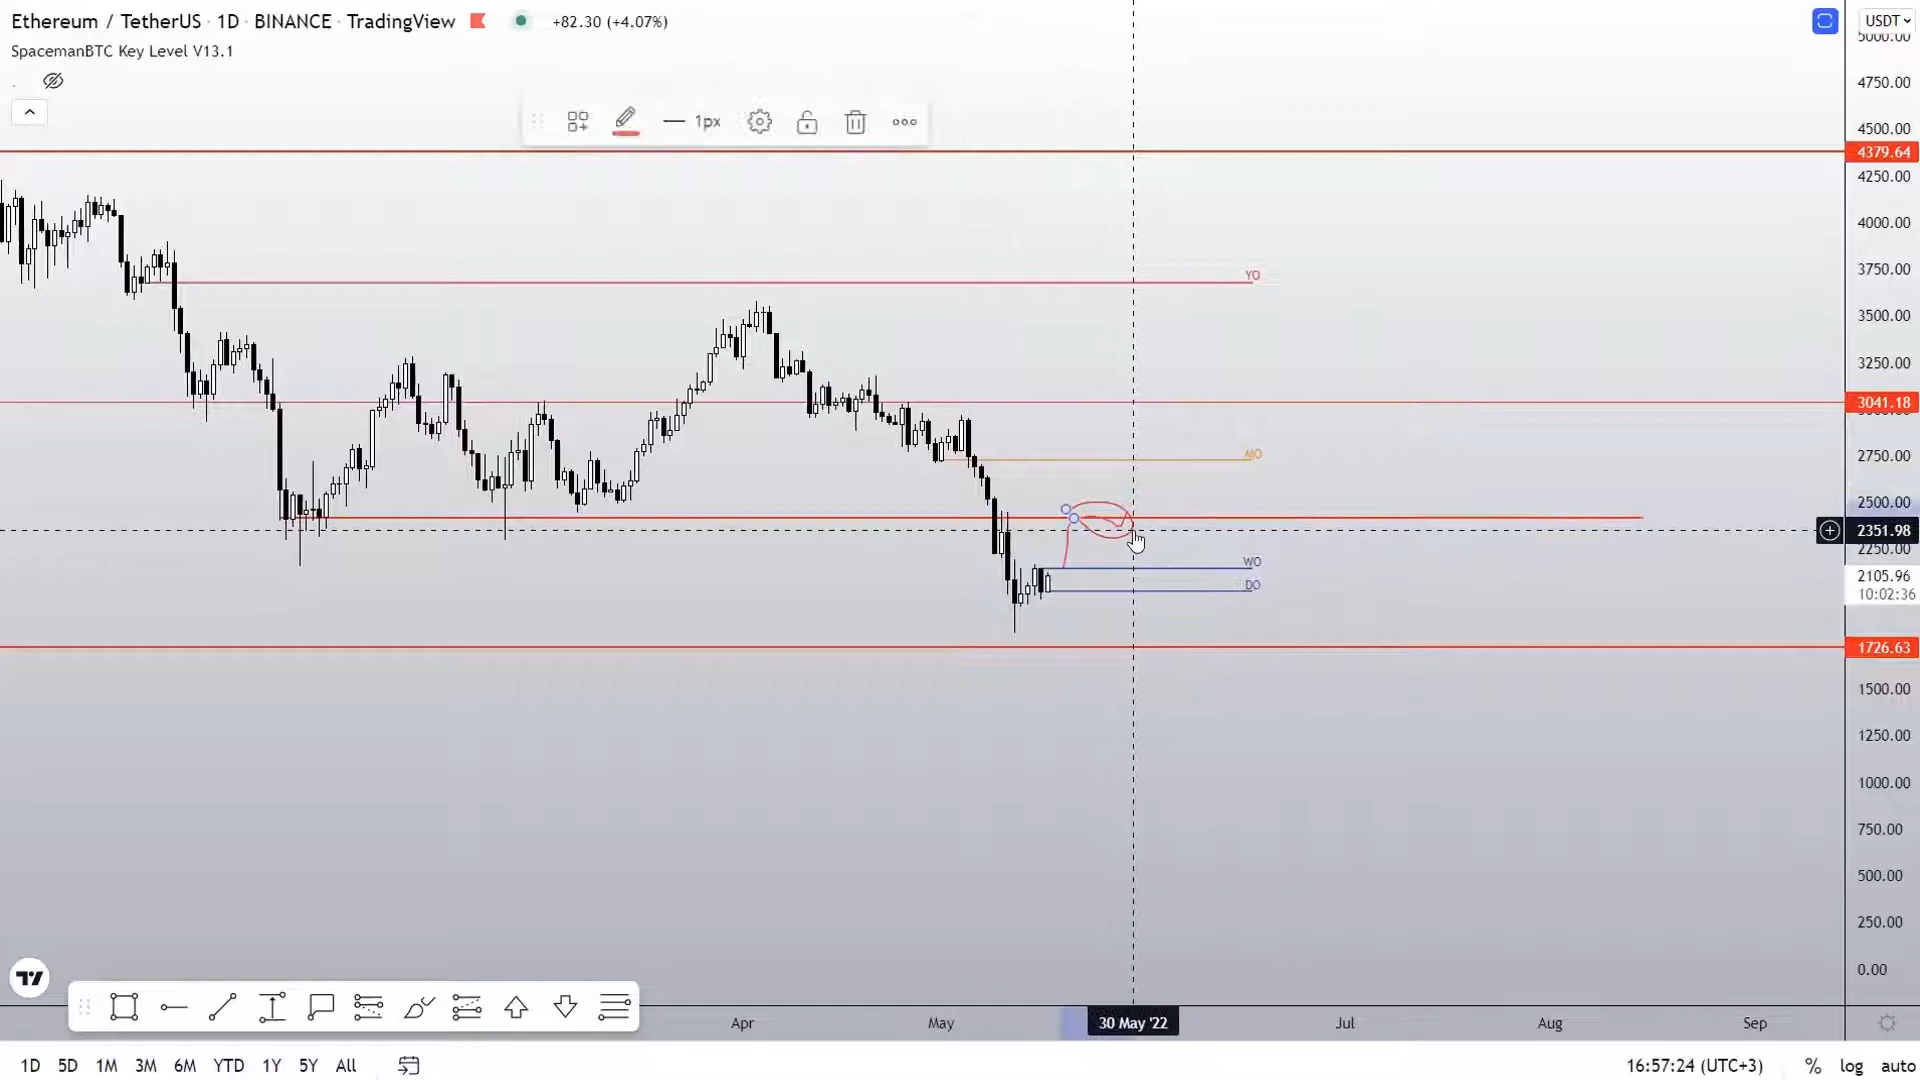 Ethereum / TetherUS · 1D · BINANCE · TradingView +82.30 (+4.07%)
SpacemanBTC Key Level V13.1
1px
USDT
5000.00
4750.00
4500.00
4379.64
4250.00
4000.00
3750.00
3500.00
3250.00
3041.18
2750.00
2500.00
2351.98
2250.00
2105.96
10:02:36
1726.63
1500.00
1250.00
1000.00
750.00
500.00
250.00
0.00
YO
MO
WO
DO
Apr May 30 May '22 Jul Aug Sep
1D 5D 1M 3M 6M YTD 1Y 5Y All 16:57:24 (UTC+3) % log auto